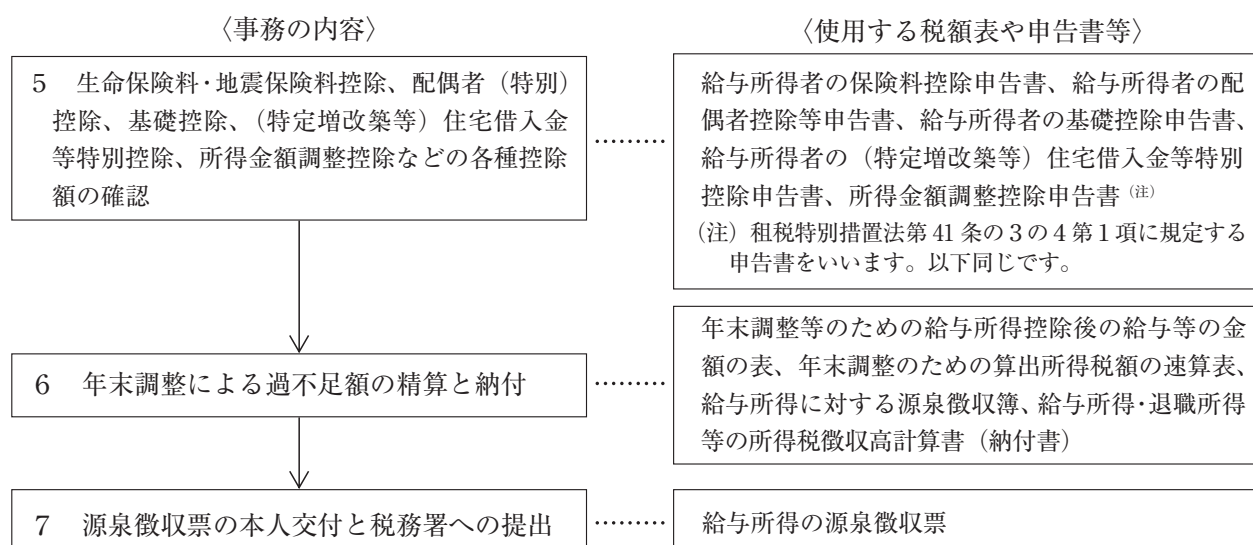 〈事務の内容〉
〈使用する税額表や申告書等〉
5　生命保険料・地震保険料控除、配偶者（特別）
控除、基礎控除、（特定増改築等）住宅借入金
等特別控除、所得金額調整控除などの各種控除
額の確認
給与所得者の保険料控除申告書、給与所得者の配
偶者控除等申告書、給与所得者の基礎控除申告書、
給与所得者の（特定増改築等）住宅借入金等特別
控除申告書、所得金額調整控除申告書（注）
（注）租税特別措置法第 41 条の３の４第１項に規定する
申告書をいいます。以下同じです。
6　年末調整による過不足額の精算と納付
年末調整等のための給与所得控除後の給与等の金
額の表、年末調整のための算出所得税額の速算表、
給与所得に対する源泉徴収簿、給与所得・退職所得
等の所得税徴収高計算書（納付書）
7　源泉徴収票の本人交付と税務署への提出
給与所得の源泉徴収票